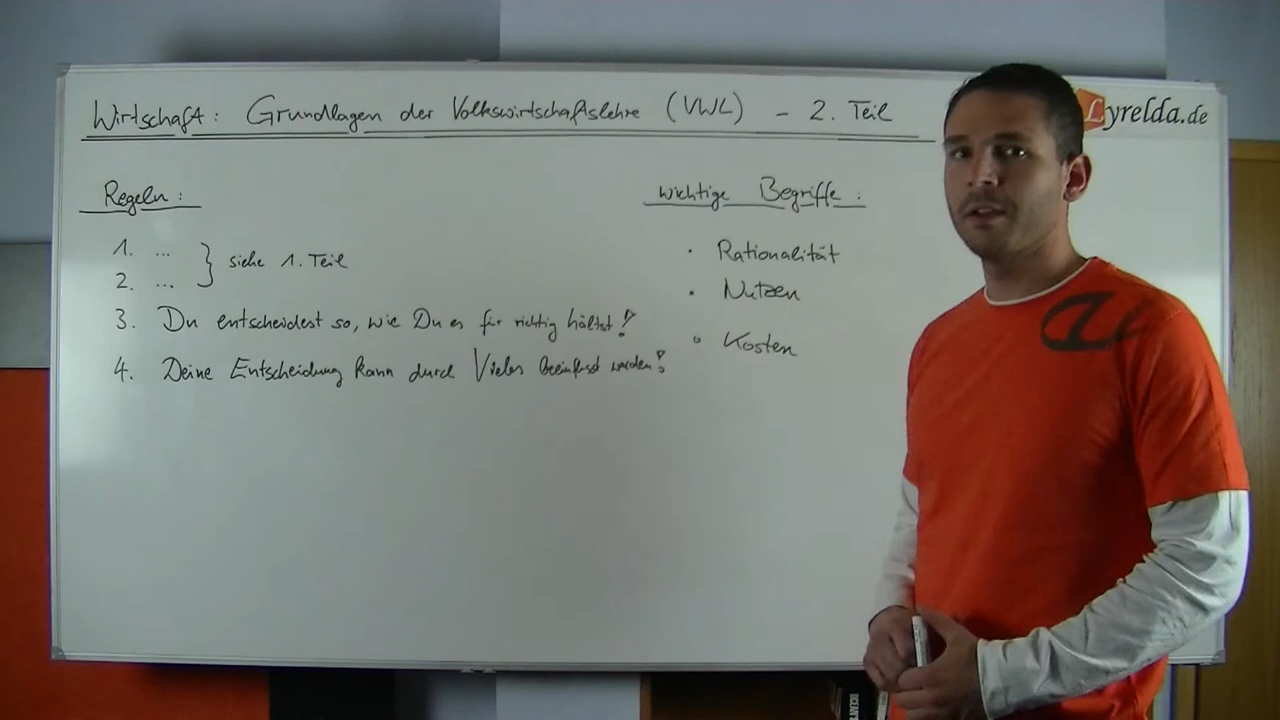 Wirtschaft: Grundlagen der Volkswirtschaftslehre (VWL) - 2. Teil
Lyrelda.de
Regeln:
1. ...
2. ...
} siehe 1. Teil
3. Du entscheidest so, wie Du es für richtig hältst!
4. Deine Entscheidung kann durch Vieles beeinflusst werden!
wichtige Begriffe:
· Rationalität
· Nutzen
· Kosten